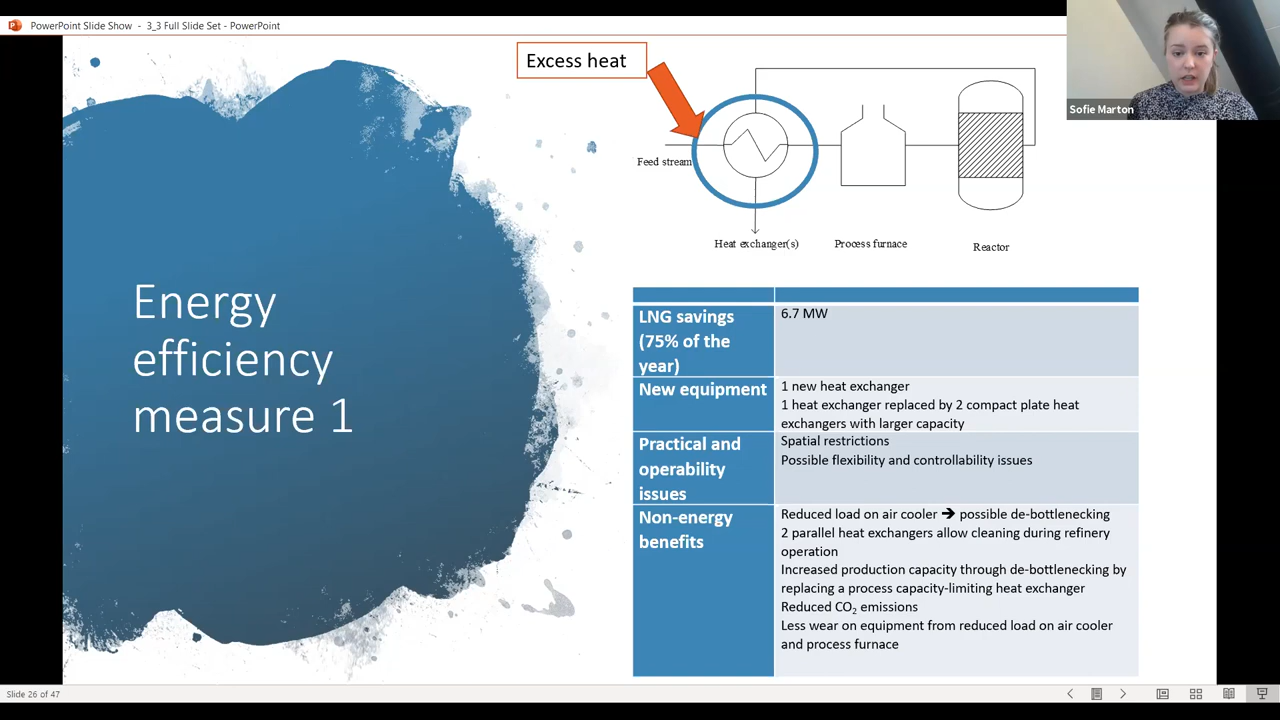 PowerPoint Slide Show - 3_3 Full Slide Set - PowerPoint
Sofie Marton
Excess heat
Feed stream
Heat exchanger(s)
Process furnace
Reactor
Energy
efficiency
measure 1
LNG savings
(75% of the
year)
6.7 MW
New equipment
1 new heat exchanger
1 heat exchanger replaced by 2 compact plate heat
exchangers with larger capacity
Practical and
operability
issues
Spatial restrictions
Possible flexibility and controllability issues
Non-energy
benefits
Reduced load on air cooler ➔ possible de-bottlenecking
2 parallel heat exchangers allow cleaning during refinery
operation
Increased production capacity through de-bottlenecking by
replacing a process capacity-limiting heat exchanger
Reduced CO₂ emissions
Less wear on equipment from reduced load on air cooler
and process furnace
Slide 26 of 47